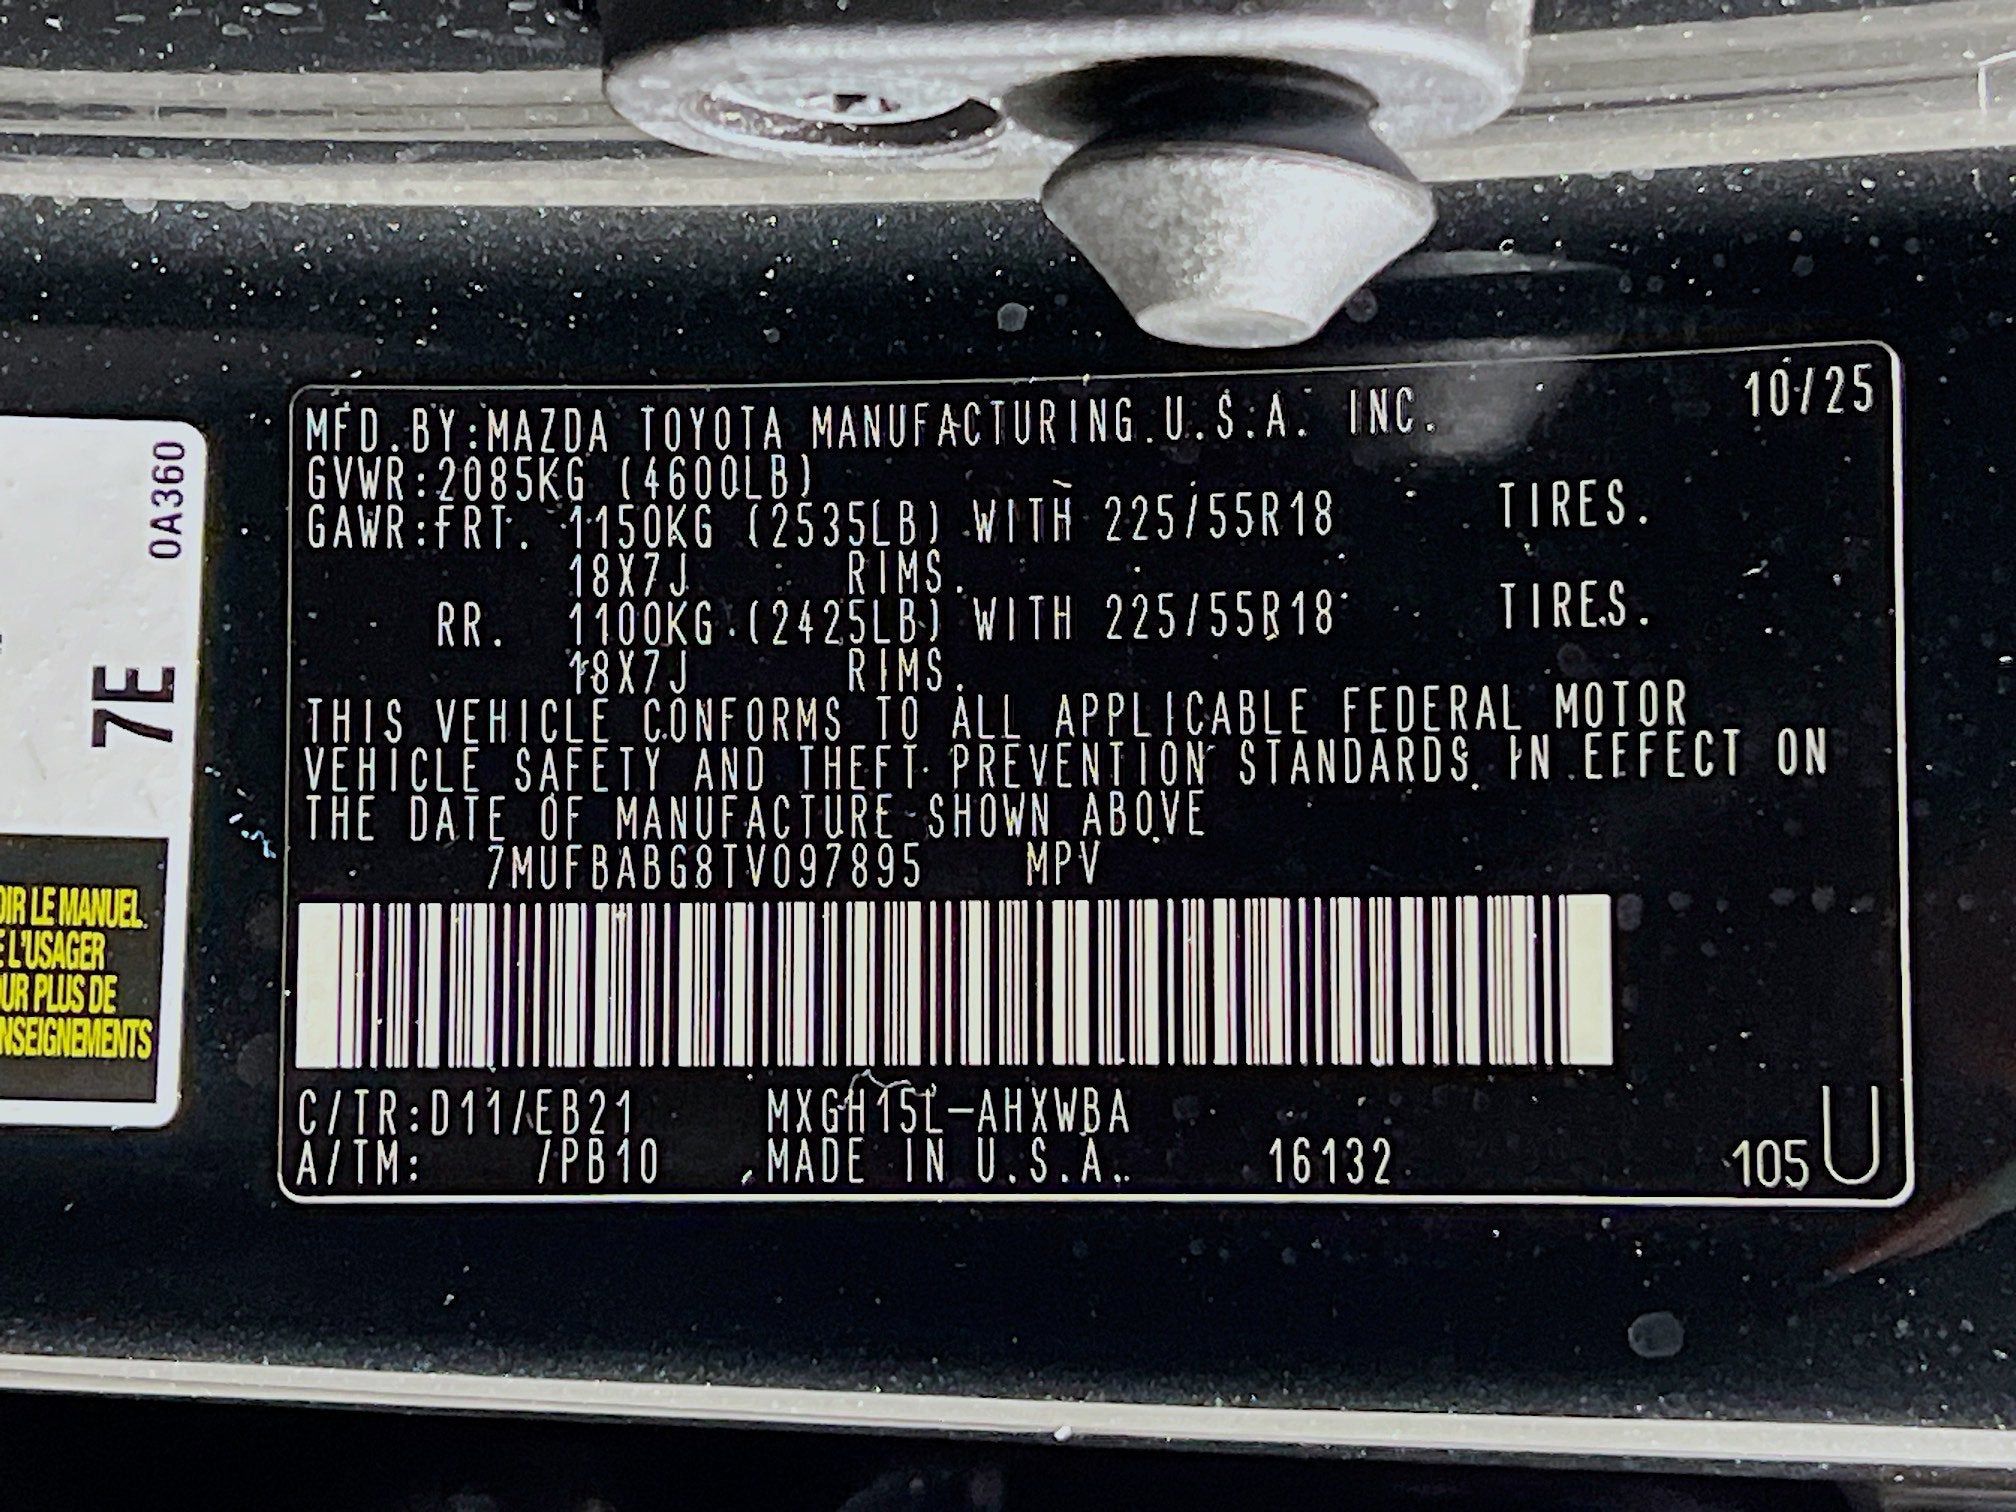 MFD.BY:MAZDA TOYOTA MANUFACTURING.U.S.A. INC. 10/25
GVWR:2085KG (4600LB)
GAWR:FRT. 1150KG (2535LB) WITH 225/55R18 TIRES.
18X7J RIMS.
RR. 1100KG (2425LB) WITH 225/55R18 TIRES.
18X7J RIMS.
THIS VEHICLE CONFORMS TO ALL APPLICABLE FEDERAL MOTOR
VEHICLE SAFETY AND THEFT PREVENTION STANDARDS IN EFFECT ON
THE DATE OF MANUFACTURE SHOWN ABOVE
7MUFBABG8TV097895 MPV
C/TR:D11/EB21 MXGH15L-AHXWBA
A/TM: /PB10 MADE IN U.S.A. 16132 105 U
0A360
7E
LE MANUEL
L'USAGER
PLUS DE